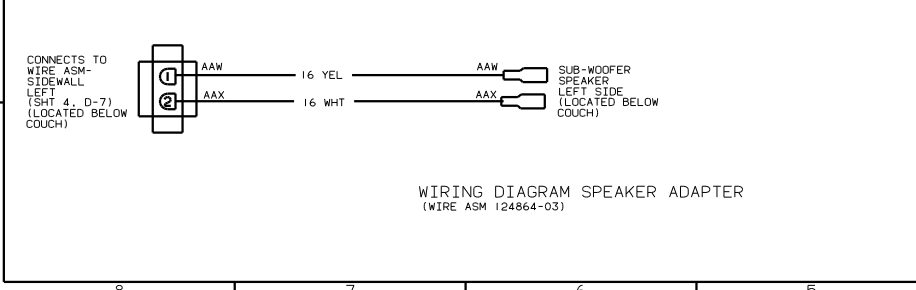 CONNECTS TO
WIRE ASM-
SIDEWALL
LEFT
(SHT 4, D-7)
(LOCATED BELOW
COUCH)
1
2
AAW
AAX
16 YEL
16 WHT
AAW
AAX
SUB-WOOFER
SPEAKER
LEFT SIDE
(LOCATED BELOW
COUCH)
WIRING DIAGRAM SPEAKER ADAPTER
(WIRE ASM 124864-03)
8 7 6 5